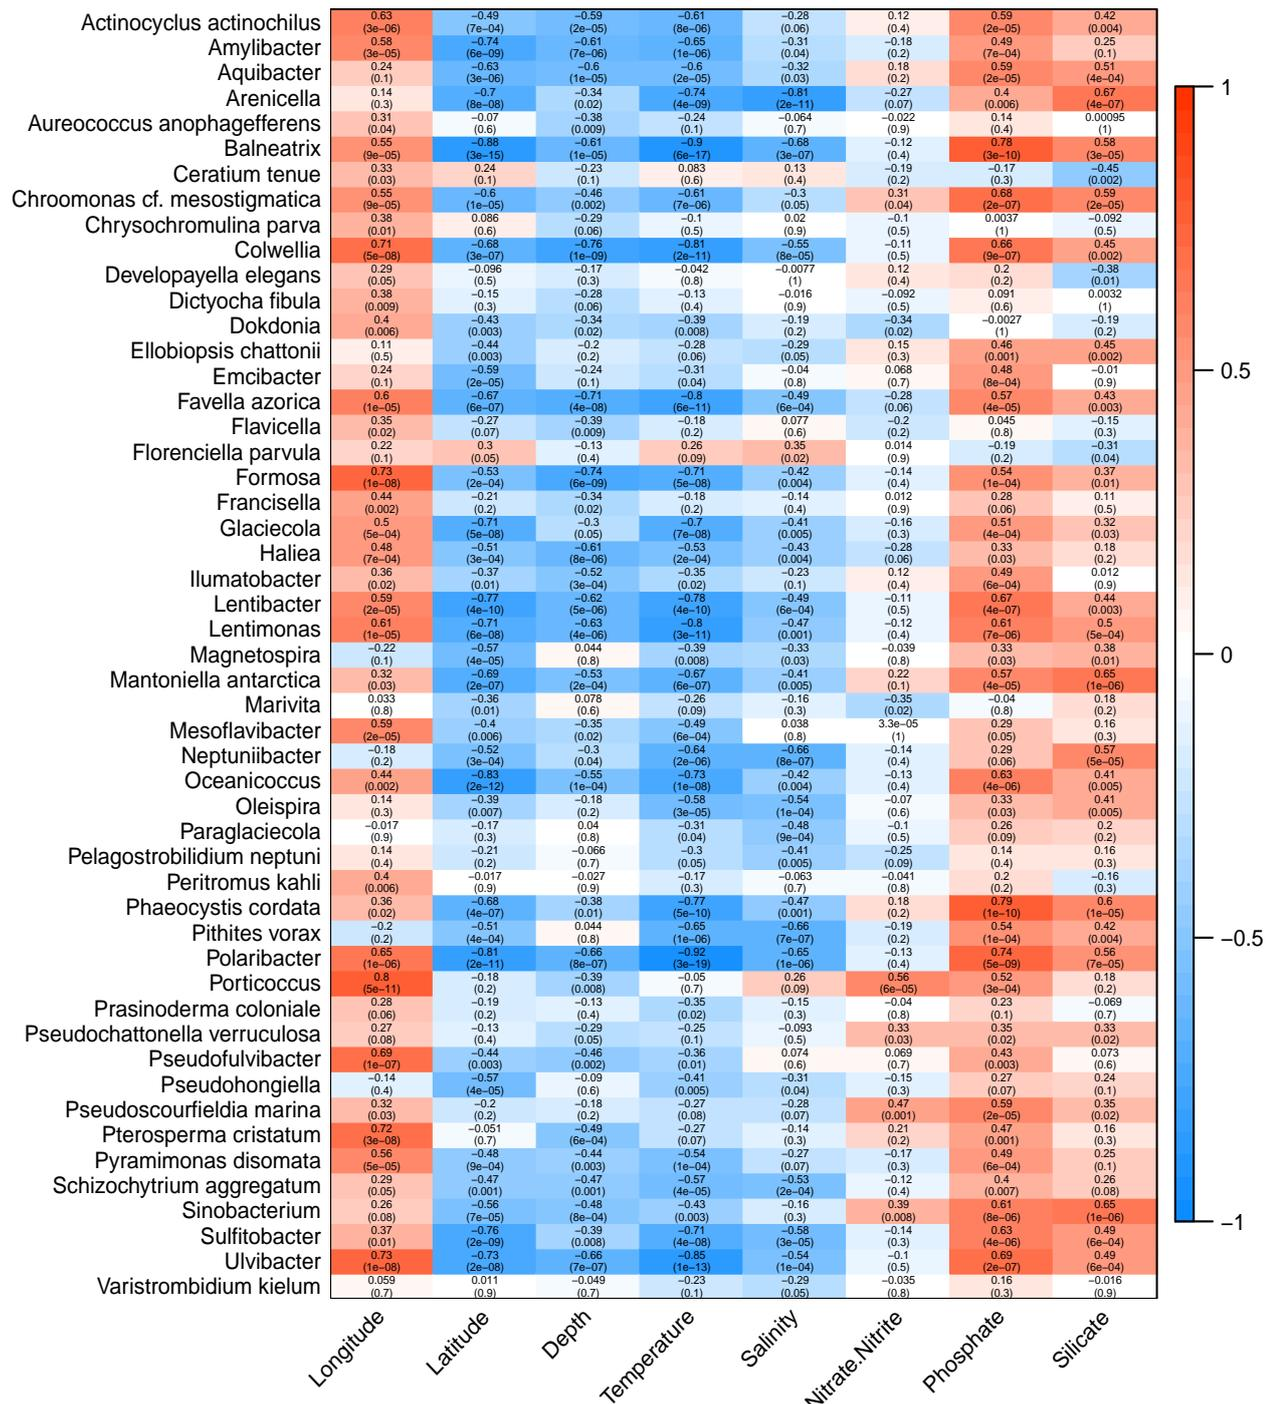 Actinocyclus actinochilus 0.63 −0.49 −0.59 −0.61 −0.28 0.12 0.59 0.42
(3e−06) (7e−04) (2e−05) (8e−06) (0.06) (0.4) (2e−05) (0.004)
Amylibacter 0.58 −0.74 −0.61 −0.65 −0.31 −0.18 0.49 0.25
(3e−05) (6e−09) (7e−06) (1e−06) (0.04) (0.2) (7e−04) (0.1)
Aquibacter 0.24 −0.63 −0.6 −0.6 −0.32 0.18 0.59 0.51
(0.1) (3e−06) (1e−05) (2e−05) (0.03) (0.2) (2e−05) (4e−04)
Arenicella 0.14 −0.7 −0.34 −0.74 −0.81 −0.27 0.4 0.67
(0.3) (8e−08) (0.02) (4e−09) (2e−11) (0.07) (0.006) (4e−07)
Aureococcus anophagefferens 0.31 −0.07 −0.38 −0.24 −0.064 −0.022 0.14 0.00095
(0.04) (0.6) (0.009) (0.1) (0.7) (0.9) (0.4) (1)
Balneatrix 0.55 −0.88 −0.61 −0.9 −0.68 −0.12 0.78 0.58
(9e−05) (3e−15) (1e−05) (6e−17) (3e−07) (0.4) (3e−10) (3e−05)
Ceratium tenue 0.33 0.24 −0.23 0.083 0.13 −0.19 −0.17 −0.45
(0.03) (0.1) (0.1) (0.6) (0.4) (0.2) (0.3) (0.002)
Chroomonas cf. mesostigmatica 0.55 −0.6 −0.46 −0.61 −0.3 0.31 0.68 0.59
(9e−05) (1e−05) (0.002) (7e−06) (0.05) (0.04) (2e−07) (2e−05)
Chrysochromulina parva 0.38 0.086 −0.29 −0.1 0.02 −0.1 0.0037 −0.092
(0.01) (0.6) (0.06) (0.5) (0.9) (0.5) (1) (0.5)
Colwellia 0.71 −0.68 −0.76 −0.81 −0.55 −0.11 0.66 0.45
(5e−08) (3e−07) (1e−09) (2e−11) (8e−05) (0.5) (9e−07) (0.002)
Developayella elegans 0.29 −0.096 −0.17 −0.042 −0.0077 0.12 0.2 −0.38
(0.05) (0.5) (0.3) (0.8) (1) (0.4) (0.2) (0.01)
Dictyocha fibula 0.38 −0.15 −0.28 −0.13 −0.016 −0.092 0.091 0.0032
(0.009) (0.3) (0.06) (0.4) (0.9) (0.5) (0.6) (1)
Dokdonia 0.4 −0.43 −0.34 −0.39 −0.19 −0.34 −0.0027 −0.19
(0.006) (0.003) (0.02) (0.008) (0.2) (0.02) (1) (0.2)
Ellobiopsis chattonii 0.11 −0.44 −0.2 −0.28 −0.29 0.15 0.46 0.45
(0.5) (0.003) (0.2) (0.06) (0.05) (0.3) (0.001) (0.002)
Emcibacter 0.24 −0.59 −0.24 −0.31 −0.04 0.068 0.48 −0.01
(0.1) (2e−05) (0.1) (0.04) (0.8) (0.7) (8e−04) (0.9)
Favella azorica 0.6 −0.67 −0.71 −0.8 −0.49 −0.28 0.57 0.43
(1e−05) (6e−07) (4e−08) (6e−11) (6e−04) (0.06) (4e−05) (0.003)
Flavicella 0.35 −0.27 −0.39 −0.18 0.077 −0.2 0.045 −0.15
(0.02) (0.07) (0.009) (0.2) (0.6) (0.2) (0.8) (0.3)
Florenciella parvula 0.22 0.3 −0.13 0.26 0.35 0.014 −0.19 −0.31
(0.1) (0.05) (0.4) (0.09) (0.02) (0.9) (0.2) (0.04)
Formosa 0.73 −0.53 −0.74 −0.71 −0.42 −0.14 0.54 0.37
(1e−08) (2e−04) (6e−09) (5e−08) (0.004) (0.4) (1e−04) (0.01)
Francisella 0.44 −0.21 −0.34 −0.18 −0.14 0.012 0.28 0.11
(0.002) (0.2) (0.02) (0.2) (0.4) (0.9) (0.06) (0.5)
Glaciecola 0.5 −0.71 −0.3 −0.7 −0.41 −0.16 0.51 0.32
(5e−04) (5e−08) (0.05) (7e−08) (0.005) (0.3) (4e−04) (0.03)
Haliea 0.48 −0.51 −0.61 −0.53 −0.43 −0.28 0.33 0.18
(7e−04) (3e−04) (8e−06) (2e−04) (0.004) (0.06) (0.03) (0.2)
Ilumatobacter 0.36 −0.37 −0.52 −0.35 −0.23 0.12 0.49 0.012
(0.02) (0.01) (3e−04) (0.02) (0.1) (0.4) (6e−04) (0.9)
Lentibacter 0.59 −0.77 −0.62 −0.78 −0.49 −0.11 0.67 0.44
(2e−05) (4e−10) (5e−06) (4e−10) (6e−04) (0.5) (4e−07) (0.003)
Lentimonas 0.61 −0.71 −0.63 −0.8 −0.47 −0.12 0.61 0.5
(1e−05) (6e−08) (4e−06) (3e−11) (0.001) (0.4) (7e−06) (5e−04)
Magnetospira −0.22 −0.57 0.044 −0.39 −0.33 −0.039 0.33 0.38
(0.1) (4e−05) (0.8) (0.008) (0.03) (0.8) (0.03) (0.01)
Mantoniella antarctica 0.32 −0.69 −0.53 −0.67 −0.41 0.22 0.57 0.65
(0.03) (2e−07) (2e−04) (6e−07) (0.005) (0.1) (4e−05) (1e−06)
Marivita 0.033 −0.36 0.078 −0.26 −0.16 −0.35 −0.04 0.18
(0.8) (0.01) (0.6) (0.09) (0.3) (0.02) (0.8) (0.2)
Mesoflavibacter 0.59 −0.4 −0.35 −0.49 0.038 3.3e−05 0.29 0.16
(2e−05) (0.006) (0.02) (6e−04) (0.8) (1) (0.05) (0.3)
Neptuniibacter −0.18 −0.52 −0.3 −0.64 −0.66 −0.14 0.29 0.57
(0.2) (3e−04) (0.04) (2e−06) (8e−07) (0.4) (0.06) (5e−05)
Oceanicoccus 0.44 −0.83 −0.55 −0.73 −0.42 −0.13 0.63 0.41
(0.002) (2e−12) (1e−04) (1e−08) (0.004) (0.4) (4e−06) (0.005)
Oleispira 0.14 −0.39 −0.18 −0.58 −0.54 −0.07 0.33 0.41
(0.3) (0.007) (0.2) (3e−05) (1e−04) (0.6) (0.03) (0.005)
Paraglaciecola −0.017 −0.17 0.04 −0.31 −0.48 −0.1 0.26 0.2
(0.9) (0.3) (0.8) (0.04) (9e−04) (0.5) (0.09) (0.2)
Pelagostrobilidium neptuni 0.14 −0.21 −0.066 −0.3 −0.41 −0.25 0.14 0.16
(0.4) (0.2) (0.7) (0.05) (0.005) (0.09) (0.4) (0.3)
Peritromus kahli 0.4 −0.017 −0.027 −0.17 −0.063 −0.041 0.2 −0.16
(0.006) (0.9) (0.9) (0.3) (0.7) (0.8) (0.2) (0.3)
Phaeocystis cordata 0.36 −0.68 −0.38 −0.77 −0.47 0.18 0.79 0.6
(0.02) (4e−07) (0.01) (5e−10) (0.001) (0.2) (1e−10) (1e−05)
Pithites vorax −0.2 −0.51 0.044 −0.65 −0.66 −0.19 0.54 0.42
(0.2) (4e−04) (0.8) (1e−06) (7e−07) (0.2) (1e−04) (0.004)
Polaribacter 0.65 −0.81 −0.66 −0.92 −0.65 −0.13 0.74 0.56
(1e−06) (2e−11) (8e−07) (3e−19) (1e−06) (0.4) (5e−09) (7e−05)
Porticoccus 0.8 −0.18 −0.39 −0.05 0.26 0.56 0.52 0.18
(5e−11) (0.2) (0.008) (0.7) (0.09) (6e−05) (3e−04) (0.2)
Prasinoderma coloniale 0.28 −0.19 −0.13 −0.35 −0.15 −0.04 0.23 −0.069
(0.06) (0.2) (0.4) (0.02) (0.3) (0.8) (0.1) (0.7)
Pseudochattonella verruculosa 0.27 −0.13 −0.29 −0.25 −0.093 0.33 0.35 0.33
(0.08) (0.4) (0.05) (0.1) (0.5) (0.03) (0.02) (0.02)
Pseudofulvibacter 0.69 −0.44 −0.46 −0.36 0.074 0.069 0.43 0.073
(1e−07) (0.003) (0.002) (0.01) (0.6) (0.7) (0.003) (0.6)
Pseudohongiella −0.14 −0.57 −0.09 −0.41 −0.31 −0.15 0.27 0.24
(0.4) (4e−05) (0.6) (0.005) (0.04) (0.3) (0.07) (0.1)
Pseudoscourfieldia marina 0.32 −0.2 −0.18 −0.27 −0.28 0.47 0.59 0.35
(0.03) (0.2) (0.2) (0.08) (0.07) (0.001) (2e−05) (0.02)
Pterosperma cristatum 0.72 −0.051 −0.49 −0.27 −0.14 0.21 0.47 0.16
(3e−08) (0.7) (6e−04) (0.07) (0.3) (0.2) (0.001) (0.3)
Pyramimonas disomata 0.56 −0.48 −0.44 −0.54 −0.27 −0.17 0.49 0.25
(5e−05) (9e−04) (0.003) (1e−04) (0.07) (0.3) (6e−04) (0.1)
Schizochytrium aggregatum 0.29 −0.47 −0.47 −0.57 −0.53 −0.12 0.4 0.26
(0.05) (0.001) (0.001) (4e−05) (2e−04) (0.4) (0.007) (0.08)
Sinobacterium 0.26 −0.56 −0.48 −0.43 −0.16 0.39 0.61 0.65
(0.08) (7e−05) (8e−04) (0.003) (0.3) (0.008) (8e−06) (1e−06)
Sulfitobacter 0.37 −0.76 −0.39 −0.71 −0.58 −0.14 0.63 0.49
(0.01) (2e−09) (0.008) (4e−08) (3e−05) (0.3) (4e−06) (6e−04)
Ulvibacter 0.73 −0.73 −0.66 −0.85 −0.54 −0.1 0.69 0.49
(1e−08) (2e−08) (7e−07) (1e−13) (1e−04) (0.5) (2e−07) (6e−04)
Varistrombidium kielum 0.059 0.011 −0.049 −0.23 −0.29 −0.035 0.16 −0.016
(0.7) (0.9) (0.7) (0.1) (0.05) (0.8) (0.3) (0.9)
Longitude Latitude Depth Temperature Salinity Nitrate.Nitrite Phosphate Silicate
1
0.5
0
−0.5
−1